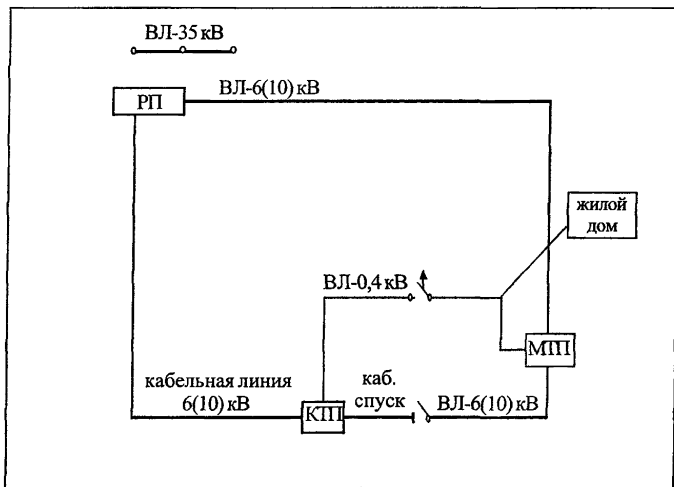 ВЛ-35 кВ
ВЛ-6(10) кВ
РП
жилой
дом
ВЛ-0,4 кВ
МТП
кабельная линия
6(10) кВ
каб.
спуск
ВЛ-6(10) кВ
КТП